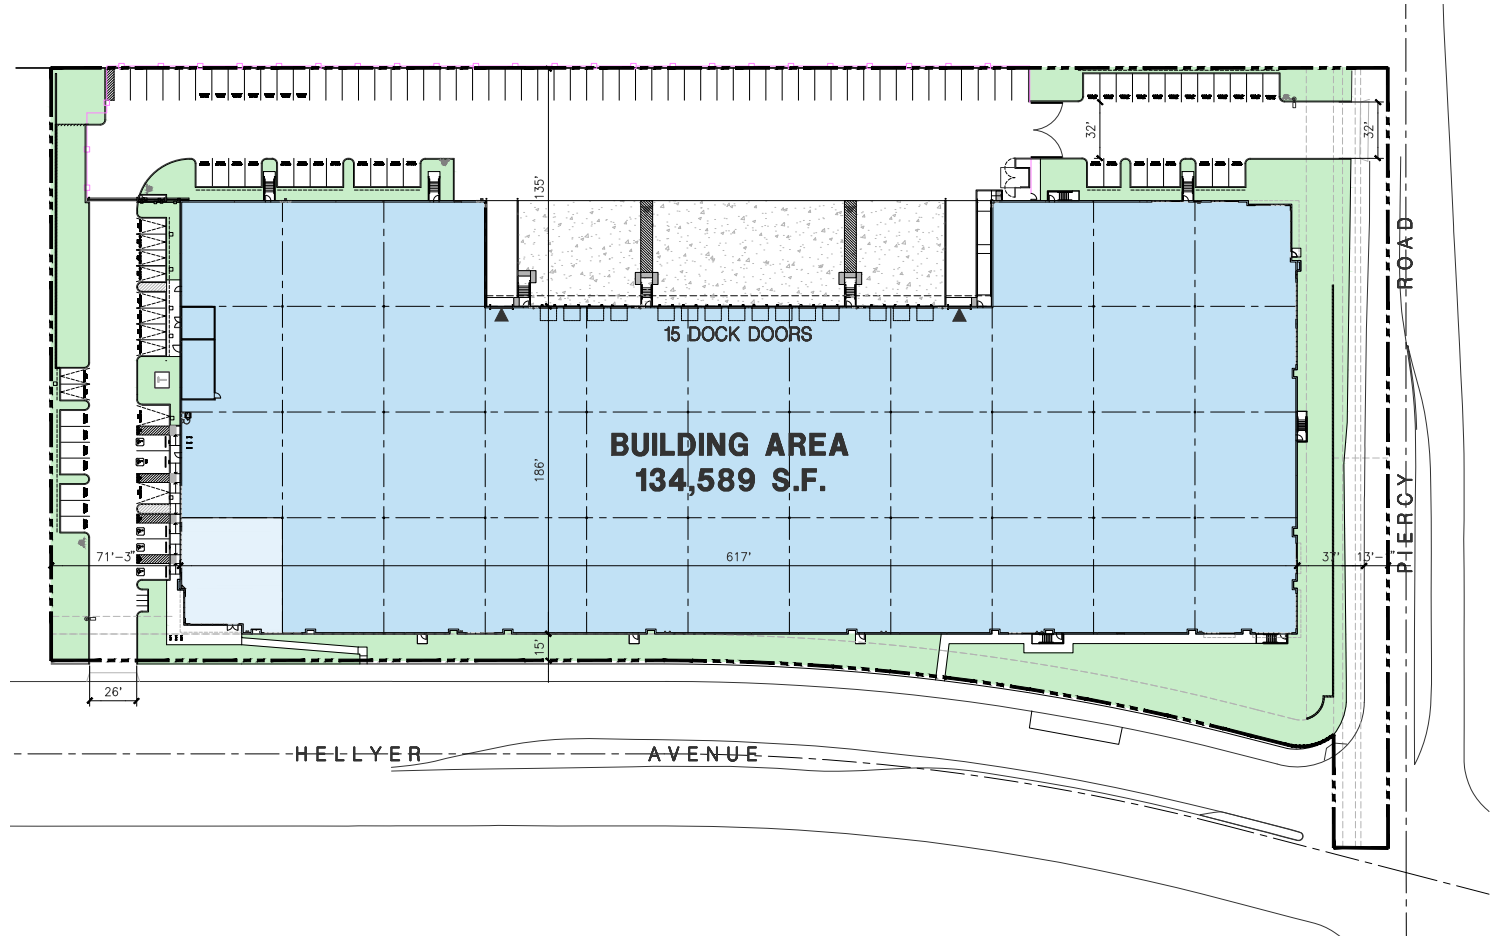 32'
32'
135'
ROAD
15 DOCK DOORS
T
BUILDING AREA
134,589 S.F.
186'
PIERCY
71'-3"
617'
37'
15'
26'
HELLYER AVENUE